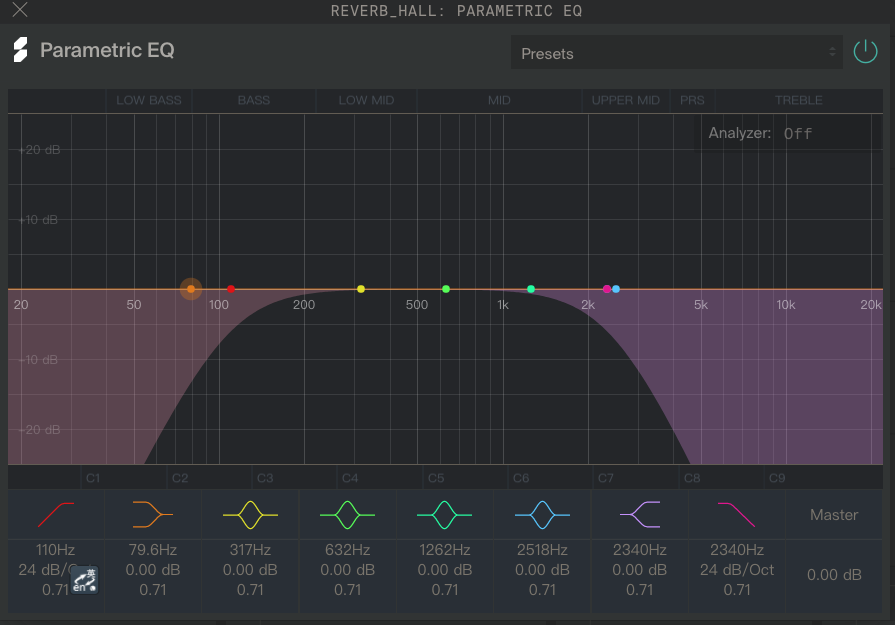 REVERB_HALL: PARAMETRIC EQ
Parametric EQ
Presets
LOW BASS BASS LOW MID MID UPPER MID PRS TREBLE
Analyzer: Off
+20 dB
+10 dB
20 50 100 200 500 1k 2k 5k 10k 20k
-10 dB
-20 dB
C1 C2 C3 C4 C5 C6 C7 C8 C9
Master
110Hz 79.6Hz 317Hz 632Hz 1262Hz 2518Hz 2340Hz 2340Hz
24 dB/ 0.00 dB 0.00 dB 0.00 dB 0.00 dB 0.00 dB 0.00 dB 24 dB/Oct 0.00 dB
0.71 0.71 0.71 0.71 0.71 0.71 0.71 0.71
英
en